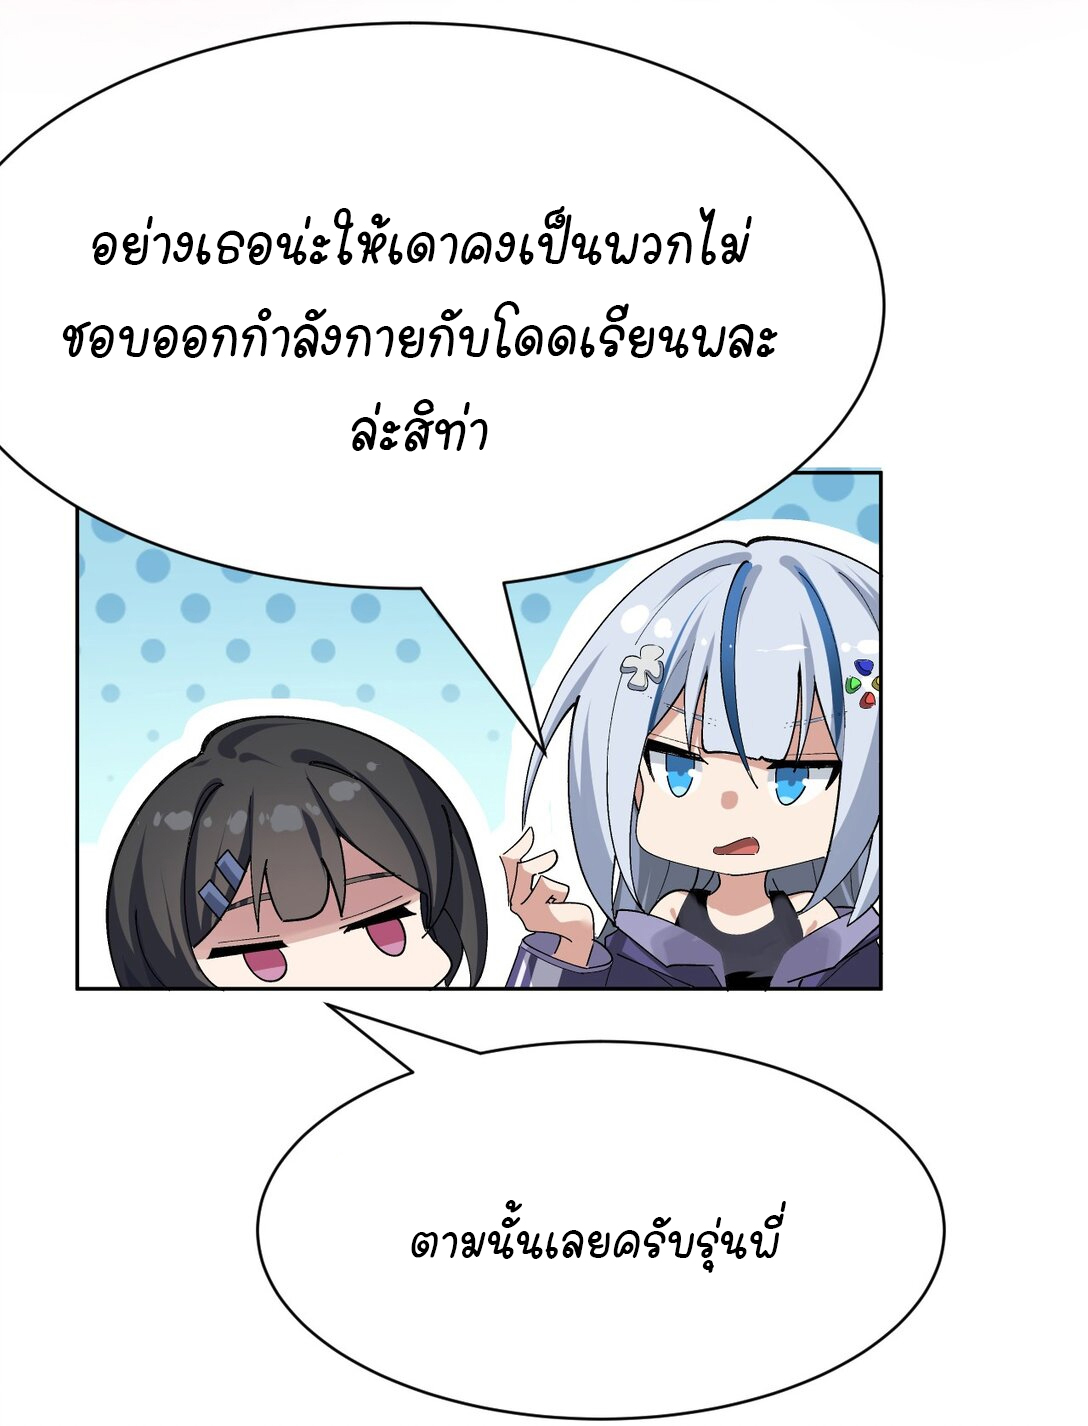 อย่างเธอน่ะให้เดาคงเป็นพวกไม่
ชอบออกกำลังกายกับโดดเรียนพละ
ล่ะสิท่า
ตามนั้นเลยครับรุ่นพี่